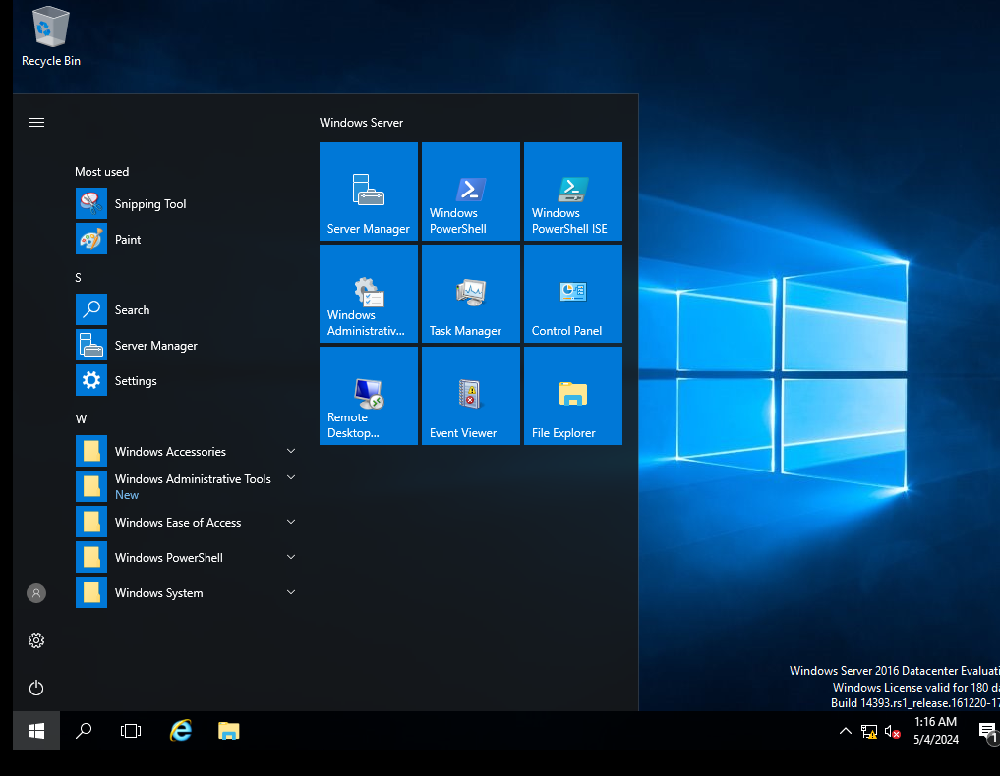 Recycle Bin
Windows Server
Most used
Snipping Tool
Paint
S
Search
Server Manager
Settings
W
Windows Accessories
Windows Administrative Tools
New
Windows Ease of Access
Windows PowerShell
Windows System
Server Manager
Windows
PowerShell
Windows
PowerShell ISE
Windows
Administrativ...
Task Manager
Control Panel
Remote
Desktop...
Event Viewer
File Explorer
Windows Server 2016 Datacenter Evaluati
Windows License valid for 180 da
Build 14393.rs1_release.161220-17
1:16 AM
5/4/2024
1